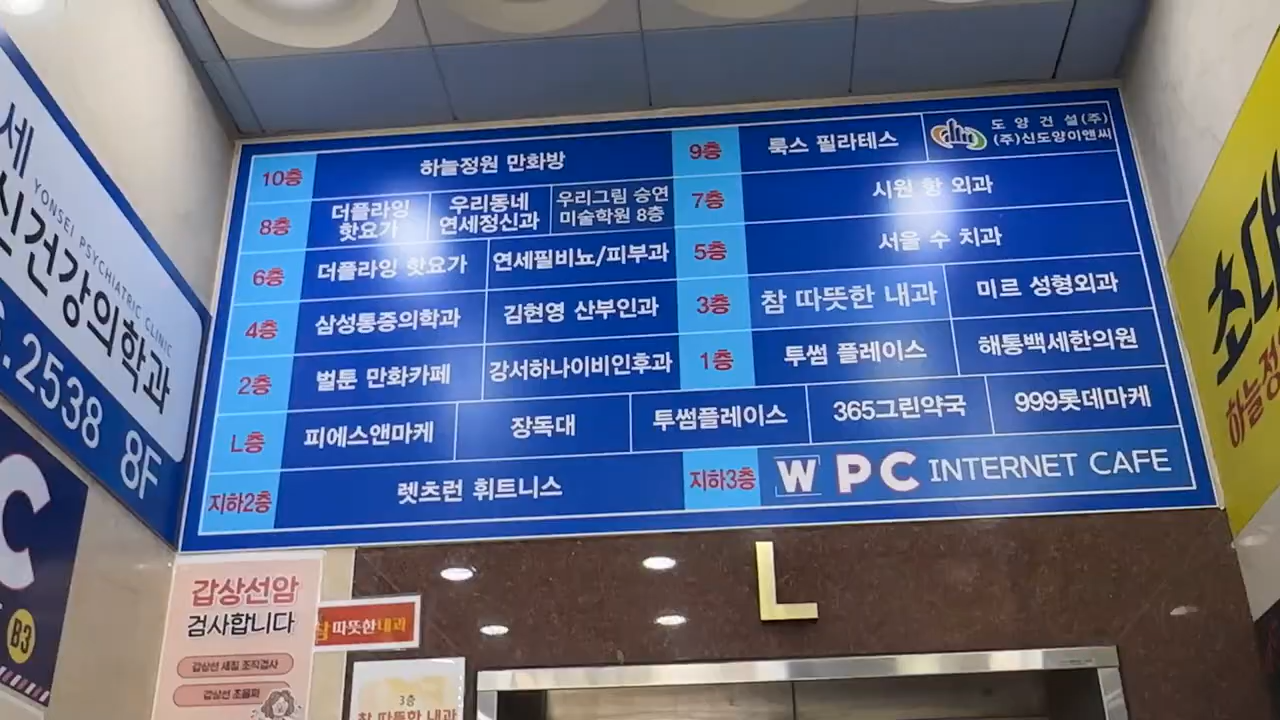 세
신건강의학과
YONSEI PSYCHIATRIC CLINIC
.2538 8F
C
B3
10층 하늘정원 만화방
9층 룩스 필라테스
도양건설(주)
(주)신도양이앤씨
8층
더플라잉
핫요가
우리동네
연세정신과
우리그림 승연
미술학원 8층
7층 시원 항 외과
6층 더플라잉 핫요가 연세필비뇨/피부과
5층 서울 수 치과
4층 삼성통증의학과 김현영 산부인과
3층 참 따뜻한 내과 미르 성형외과
2층 벌툰 만화카페 강서하나이비인후과
1층 투썸 플레이스 해통백세한의원
L층 피에스앤마케 장독대 투썸플레이스 365그린약국 999롯데마케
지하2층 렛츠런 휘트니스
지하3층 W PC INTERNET CAFE
L
갑상선암
검사합니다
갑상선 세침 조직검사
갑상선 초음파
참 따뜻한내과
3층
참 따뜻한 내과
초대
하늘정